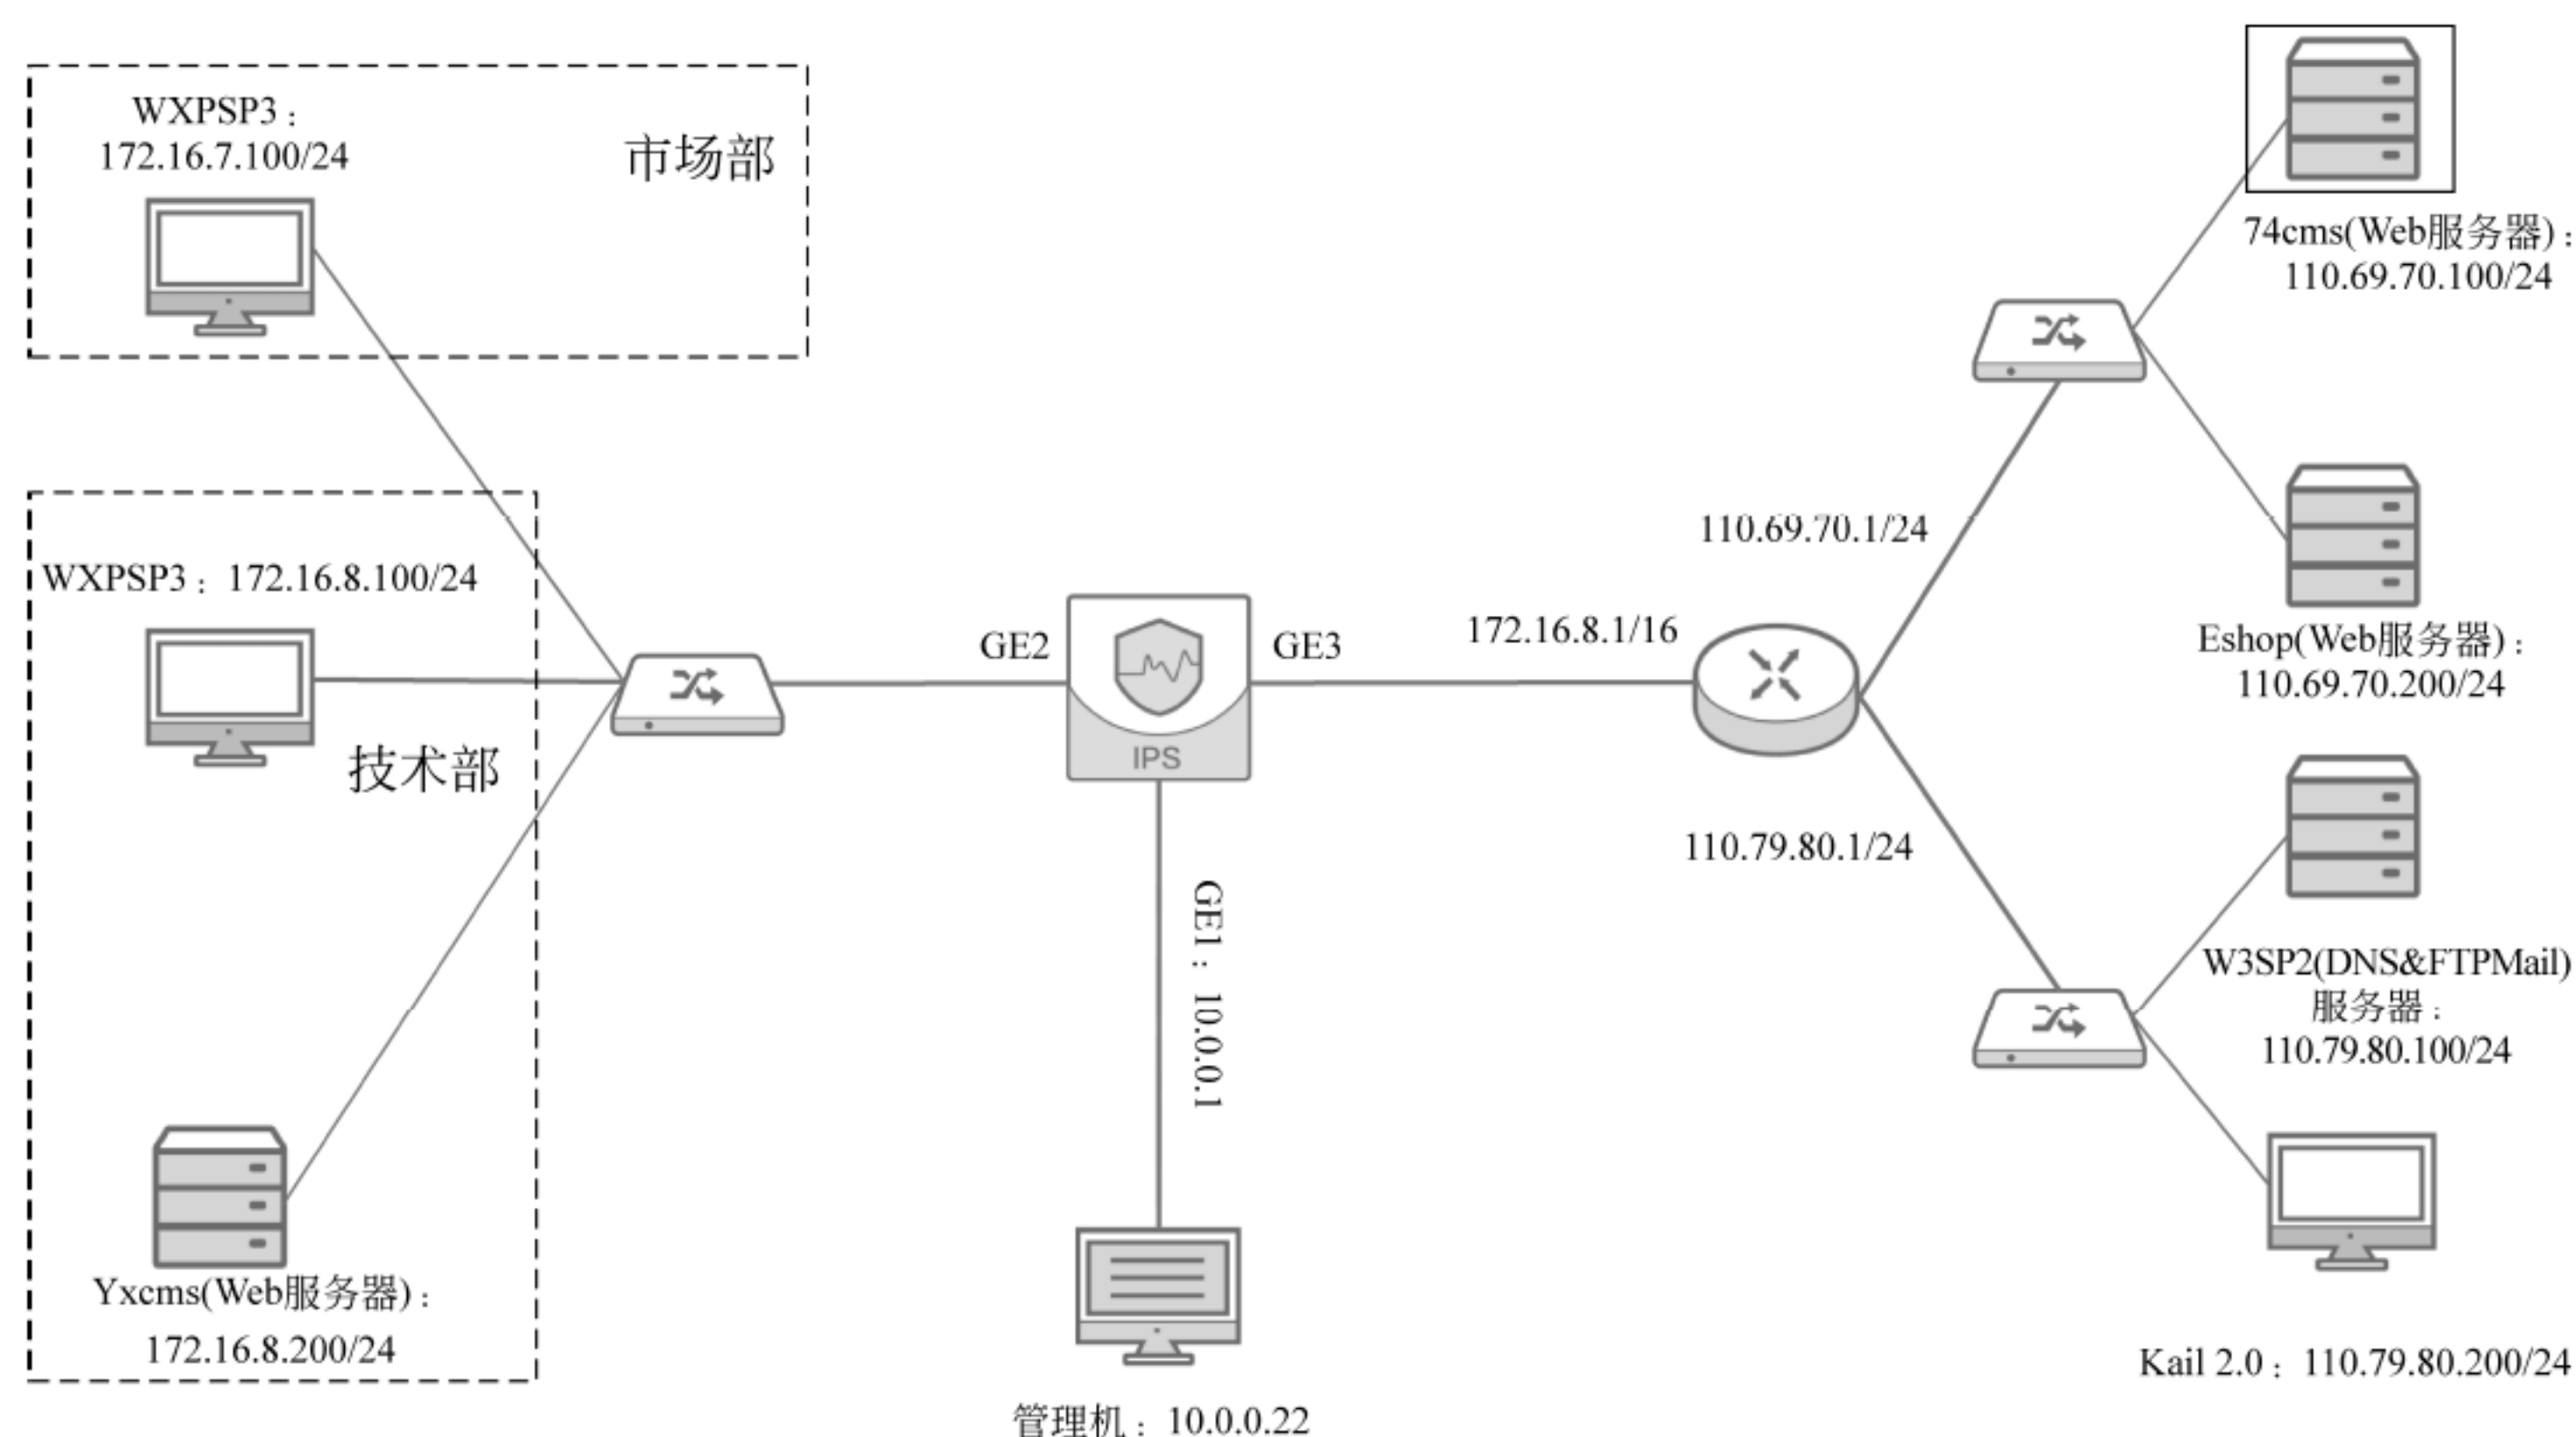 WXPSP3：
172.16.7.100/24
市场部
WXPSP3：172.16.8.100/24
技术部
Yxcms(Web服务器)：
172.16.8.200/24
GE2
IPS
GE3
GE1：10.0.0.1
管理机：10.0.0.22
172.16.8.1/16
110.69.70.1/24
110.79.80.1/24
74cms(Web服务器)：
110.69.70.100/24
Eshop(Web服务器)：
110.69.70.200/24
W3SP2(DNS&FTPMail)
服务器：
110.79.80.100/24
Kail 2.0：110.79.80.200/24